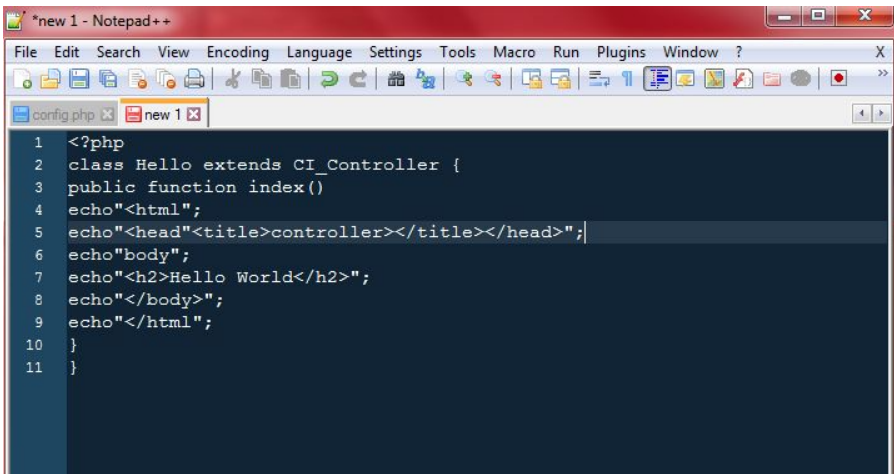 *new 1 - Notepad++
File Edit Search View Encoding Language Settings Tools Macro Run Plugins Window ? X
config.php new 1
1 <?php
2 class Hello extends CI_Controller {
3 public function index()
4 echo"<html";
5 echo"<head"<title>controller></title></head>";
6 echo"body";
7 echo"<h2>Hello World</h2>";
8 echo"</body>";
9 echo"</html";
10 }
11 }